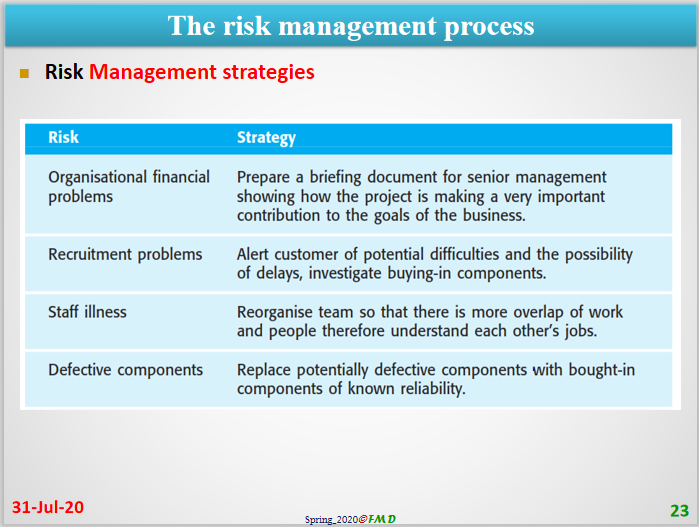 The risk management process
Risk Management strategies
Risk Strategy
Organisational financial problems
Prepare a briefing document for senior management
showing how the project is making a very important
contribution to the goals of the business.
Recruitment problems
Alert customer of potential difficulties and the possibility
of delays, investigate buying-in components.
Staff illness
Reorganise team so that there is more overlap of work
and people therefore understand each other's jobs.
Defective components
Replace potentially defective components with bought-in
components of known reliability.
31-Jul-20
Spring_2020@FMD
23